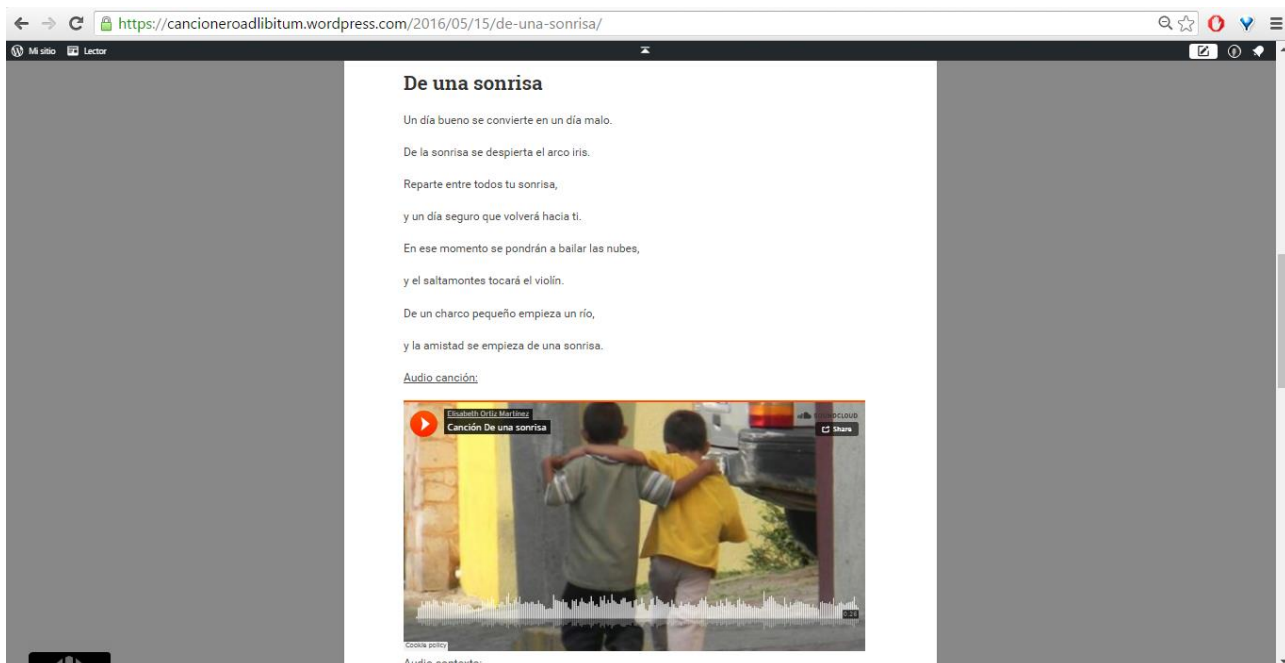 https://cancioneroadlibitum.wordpress.com/2016/05/15/de-una-sonrisa/
Mi sitio Lector
De una sonrisa
Un día bueno se convierte en un día malo.
De la sonrisa se despierta el arco iris.
Reparte entre todos tu sonrisa,
y un día seguro que volverá hacia ti.
En ese momento se pondrán a bailar las nubes,
y el saltamontes tocará el violín.
De un charco pequeño empieza un río,
y la amistad se empieza de una sonrisa.
Audio canción:
Elisabeth Ortiz Martínez
Canción De una sonrisa
SOUNDCLOUD
Share
Cookie policy